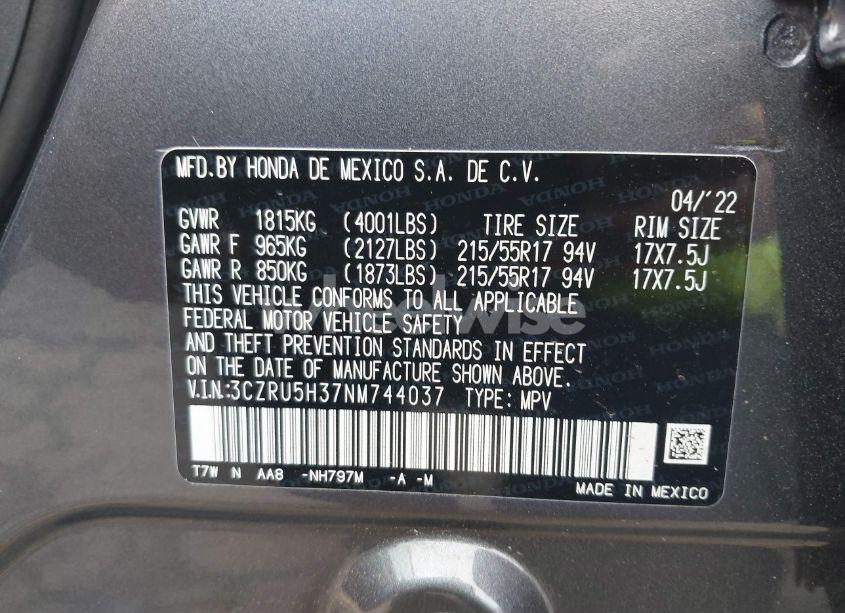 MFD.BY HONDA DE MEXICO S.A. DE C.V.
04/'22
GVWR 1815KG (4001LBS) TIRE SIZE RIM SIZE
GAWR F 965KG (2127LBS) 215/55R17 94V 17X7.5J
GAWR R 850KG (1873LBS) 215/55R17 94V 17X7.5J
THIS VEHICLE CONFORMS TO ALL APPLICABLE
FEDERAL MOTOR VEHICLE SAFETY
AND THEFT PREVENTION STANDARDS IN EFFECT
ON THE DATE OF MANUFACTURE SHOWN ABOVE.
V.I.N.:3CZRU5H37NM744037 TYPE: MPV
T7W N AA8 -NH797M -A -M
MADE IN MEXICO